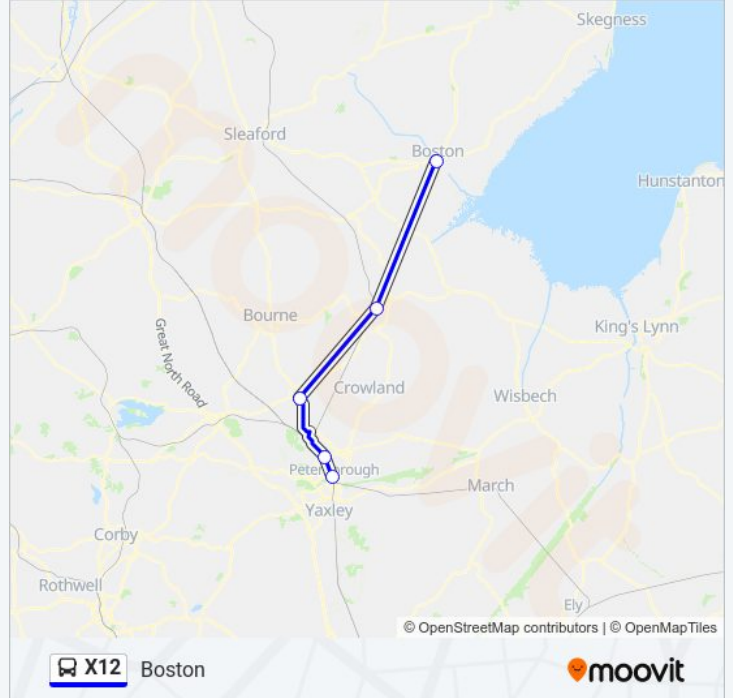 Skegness
Sleaford
Boston
Hunstanton
Bourne
King's Lynn
Great North Road
Crowland
Wisbech
Peterborough
March
Yaxley
Corby
Rothwell
Ely
© OpenStreetMap contributors | © OpenMapTiles
X12 Boston
moovit
moovit